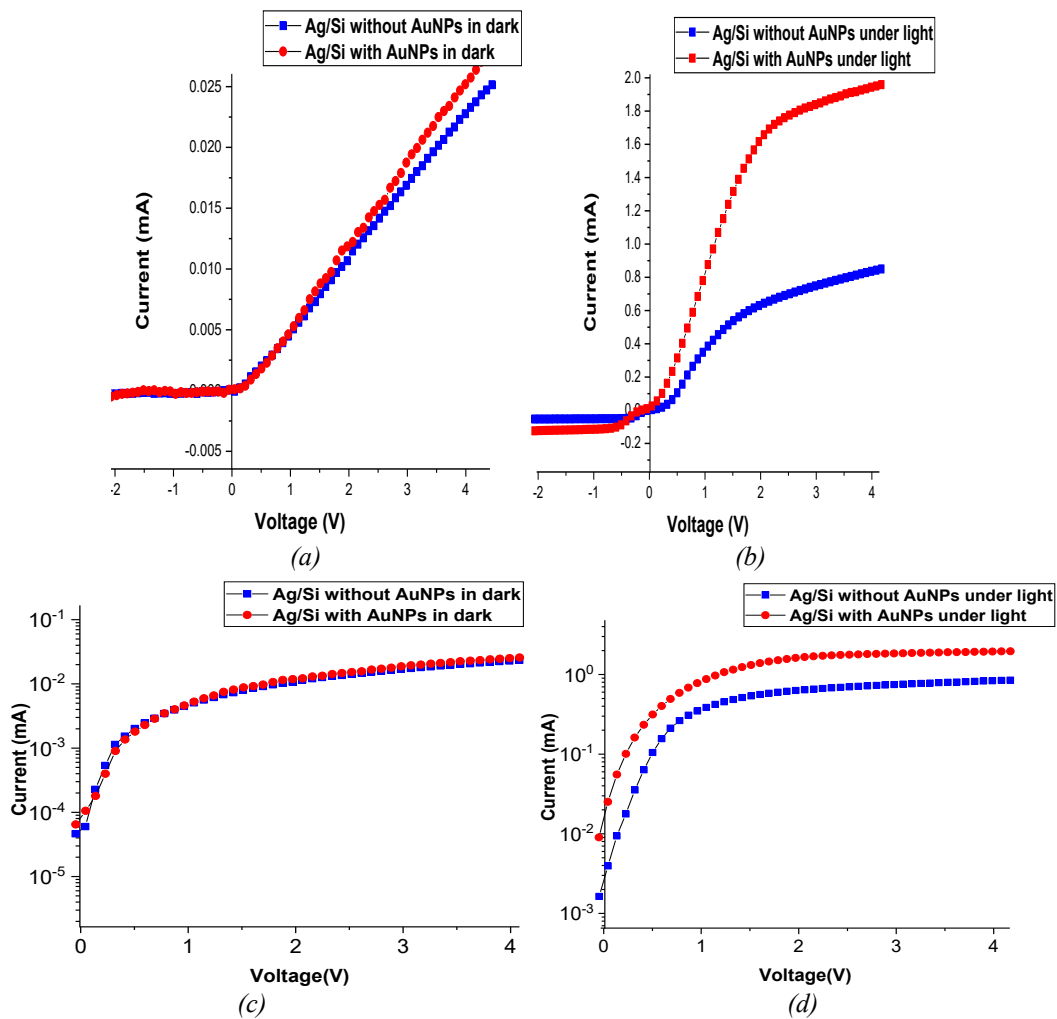 Ag/Si without AuNPs in dark
Ag/Si with AuNPs in dark
0.025
0.020
0.015
0.010
0.005
0.000
-0.005
Current (mA)
-2 -1 0 1 2 3 4
Voltage (V)
(a)
Ag/Si without AuNPs under light
Ag/Si with AuNPs under light
2.0
1.8
1.6
1.4
1.2
1.0
0.8
0.6
0.4
0.2
0.0
-0.2
Current (mA)
-2 -1 0 1 2 3 4
Voltage (V)
(b)
Ag/Si without AuNPs in dark
Ag/Si with AuNPs in dark
10⁻¹
10⁻²
10⁻³
10⁻⁴
10⁻⁵
Current (mA)
0 1 2 3 4
Voltage(V)
(c)
Ag/Si without AuNPs under light
Ag/Si with AuNPs under light
10⁰
10⁻¹
10⁻²
10⁻³
Current (mA)
0 1 2 3 4
Voltage(V)
(d)